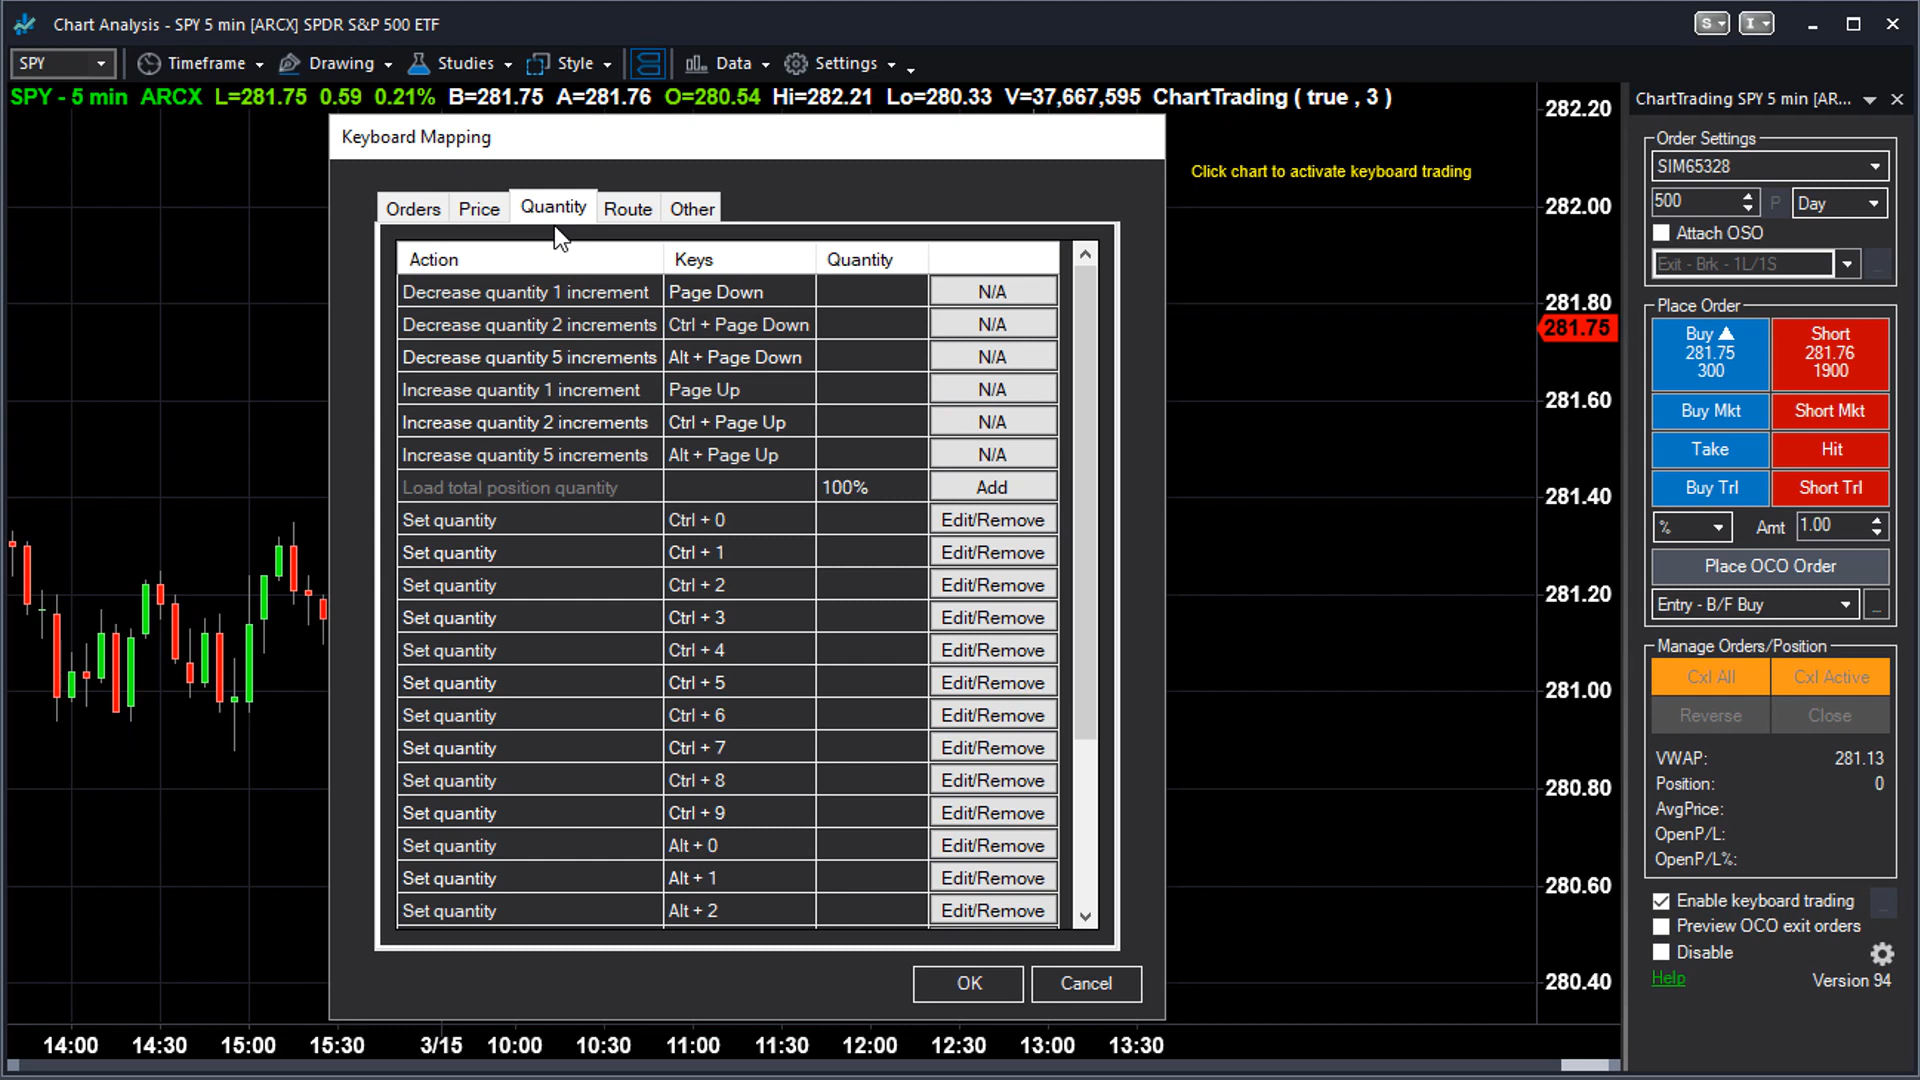 Chart Analysis - SPY 5 min [ARCX] SPDR S&P 500 ETF
S
I
SPY
Timeframe
Drawing
Studies
Style
Data
Settings
SPY - 5 min ARCX L=281.75 0.59 0.21% B=281.75 A=281.76 O=280.54 Hi=282.21 Lo=280.33 V=37,667,595 ChartTrading ( true , 3 )
Click chart to activate keyboard trading
Keyboard Mapping
Orders Price Quantity Route Other
Action Keys Quantity
Decrease quantity 1 increment Page Down N/A
Decrease quantity 2 increments Ctrl + Page Down N/A
Decrease quantity 5 increments Alt + Page Down N/A
Increase quantity 1 increment Page Up N/A
Increase quantity 2 increments Ctrl + Page Up N/A
Increase quantity 5 increments Alt + Page Up N/A
Load total position quantity 100% Add
Set quantity Ctrl + 0 Edit/Remove
Set quantity Ctrl + 1 Edit/Remove
Set quantity Ctrl + 2 Edit/Remove
Set quantity Ctrl + 3 Edit/Remove
Set quantity Ctrl + 4 Edit/Remove
Set quantity Ctrl + 5 Edit/Remove
Set quantity Ctrl + 6 Edit/Remove
Set quantity Ctrl + 7 Edit/Remove
Set quantity Ctrl + 8 Edit/Remove
Set quantity Ctrl + 9 Edit/Remove
Set quantity Alt + 0 Edit/Remove
Set quantity Alt + 1 Edit/Remove
Set quantity Alt + 2 Edit/Remove
OK Cancel
282.20
282.00
281.80
281.75
281.60
281.40
281.20
281.00
280.80
280.60
280.40
14:00 14:30 15:00 15:30 3/15 10:00 10:30 11:00 11:30 12:00 12:30 13:00 13:30
ChartTrading SPY 5 min [AR...
Order Settings
SIM65328
500 P Day
Attach OSO
Exit - Brk - 1L/1S ...
Place Order
Buy Short
281.75 281.76
300 1900
Buy Mkt Short Mkt
Take Hit
Buy Trl Short Trl
% Amt 1.00
Place OCO Order
Entry - B/F Buy ...
Manage Orders/Position
Cxl All Cxl Active
Reverse Close
VWAP: 281.13
Position: 0
AvgPrice:
OpenP/L:
OpenP/L%:
Enable keyboard trading ...
Preview OCO exit orders
Disable
Help Version 94